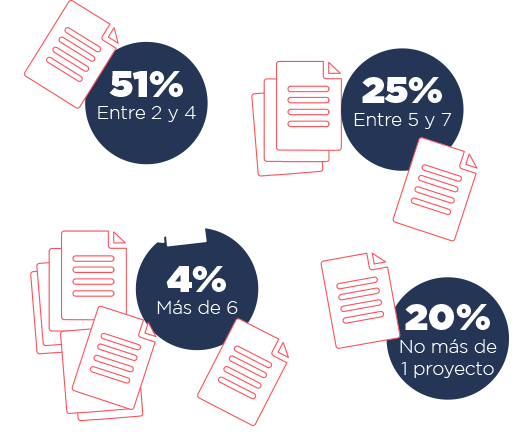 51%
Entre 2 y 4
25%
Entre 5 y 7
4%
Más de 6
20%
No más de
1 proyecto